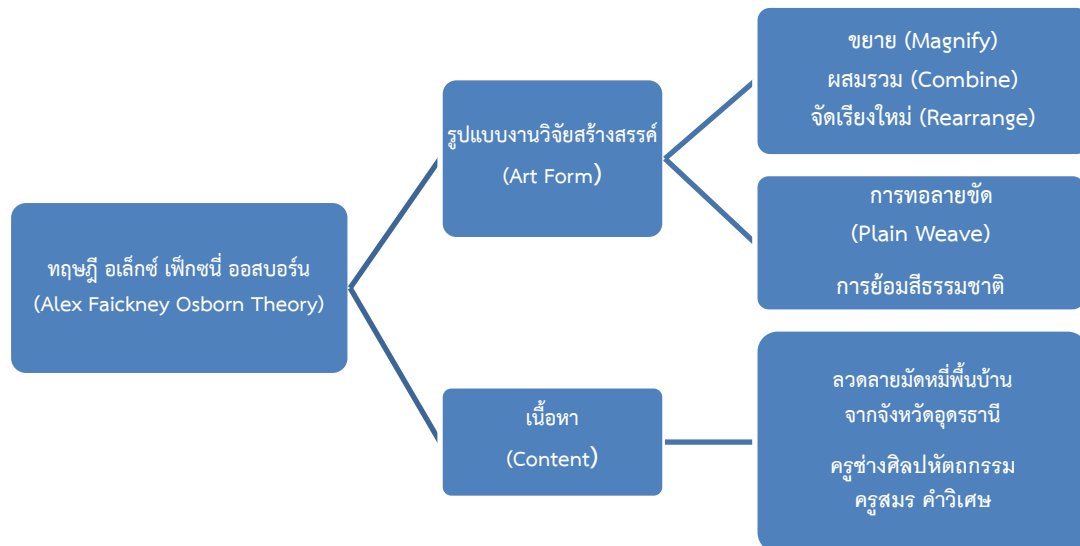 ทฤษฎี อเล็กซ์ เฟ็กซนี่ ออสบอร์น
(Alex Faickney Osborn Theory)
รูปแบบงานวิจัยสร้างสรรค์
(Art Form)
ขยาย (Magnify)
ผสมรวม (Combine)
จัดเรียงใหม่ (Rearrange)
การทอลายขัด
(Plain Weave)
การย้อมสีธรรมชาติ
เนื้อหา
(Content)
ลวดลายมัดหมี่พื้นบ้าน
จากจังหวัดอุดรธานี
ครูช่างศิลปหัตถกรรม
ครูสมร คำวิเศษ